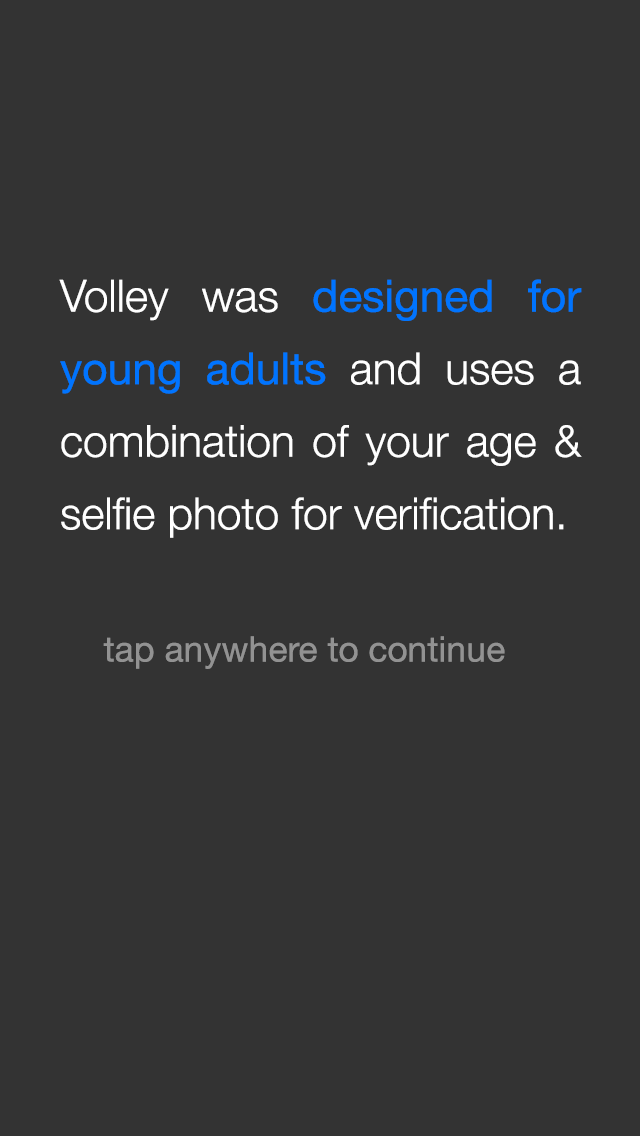 Volley was designed for
young adults and uses a
combination of your age &
selfie photo for verification.
tap anywhere to continue